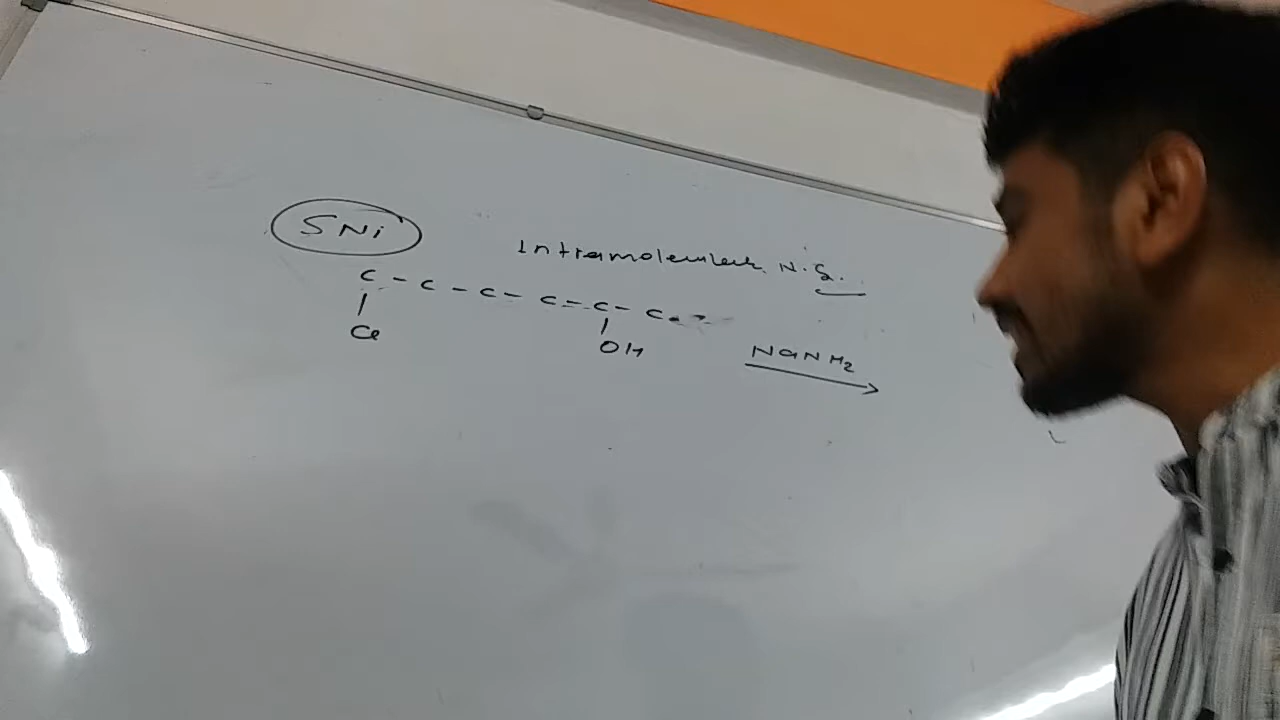 SNi
Intramolecular N.S.
C - C - C - C = C - C
Cl
OH
NaNH2